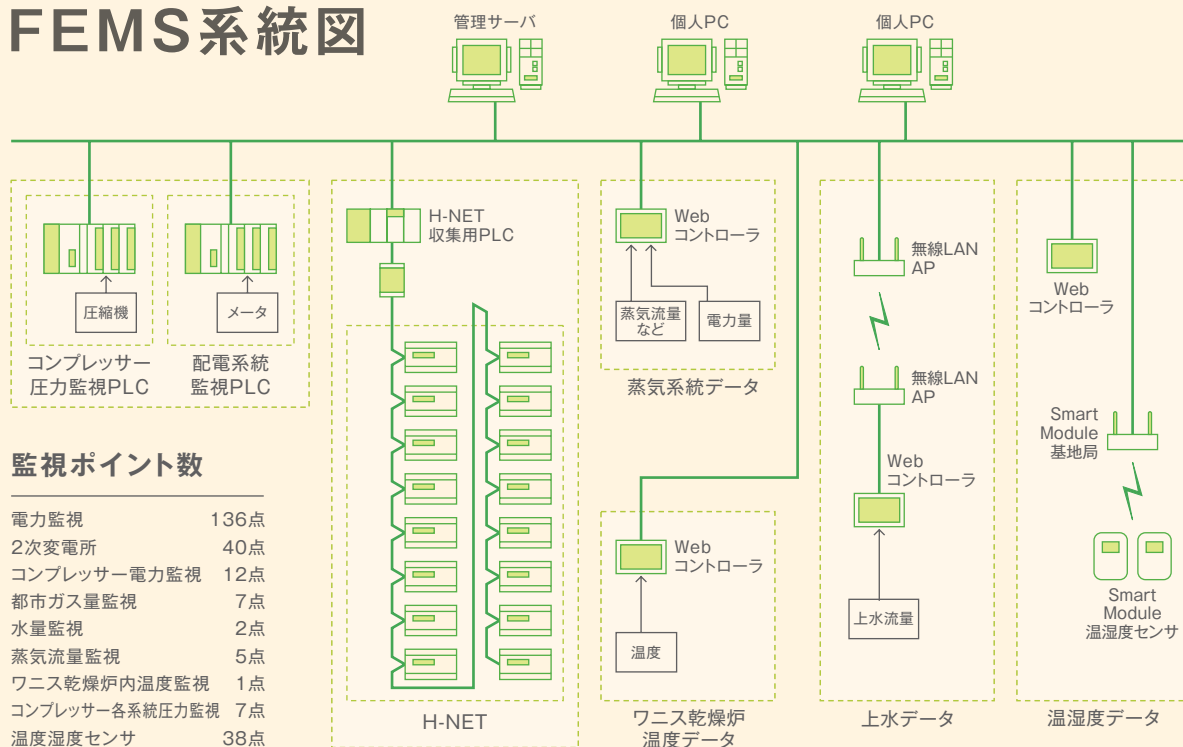 FEMS系統図
管理サーバ
個人PC
個人PC
圧縮機
コンプレッサー
圧力監視PLC
メータ
配電系統
監視PLC
H-NET
収集用PLC
H-NET
Web
コントローラ
蒸気流量
など
電力量
蒸気系統データ
Web
コントローラ
温度
ワニス乾燥炉
温度データ
無線LAN
AP
無線LAN
AP
Web
コントローラ
上水流量
上水データ
Web
コントローラ
Smart
Module
基地局
Smart
Module
温湿度センサ
温湿度データ
監視ポイント数
電力監視 136点
2次変電所 40点
コンプレッサー電力監視 12点
都市ガス量監視 7点
水量監視 2点
蒸気流量監視 5点
ワニス乾燥炉内温度監視 1点
コンプレッサー各系統圧力監視 7点
温度湿度センサ 38点